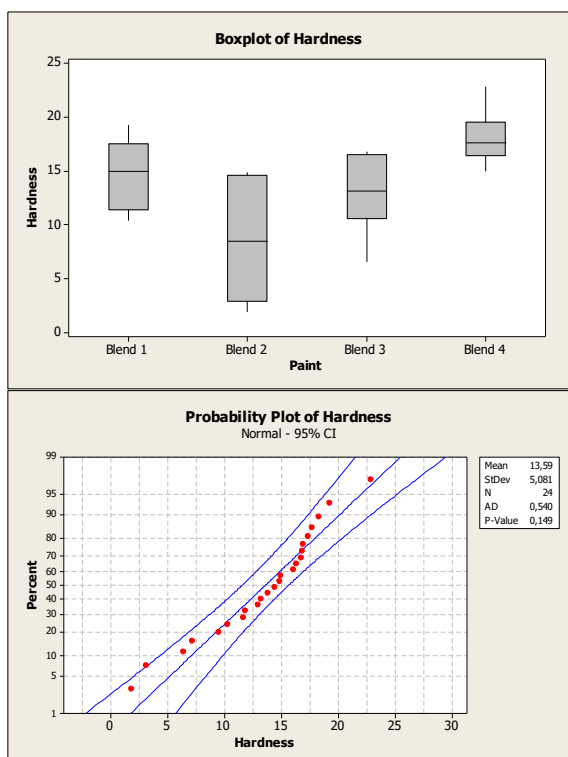 Boxplot of Hardness
25
20
15
10
5
0
Hardness
Blend 1 Blend 2 Blend 3 Blend 4
Paint
Probability Plot of Hardness
Normal - 95% CI
99
95
90
80
70
60
50
40
30
20
10
5
1
Percent
0 5 10 15 20 25 30
Hardness
Mean 13,59
StDev 5,081
N 24
AD 0,540
P-Value 0,149